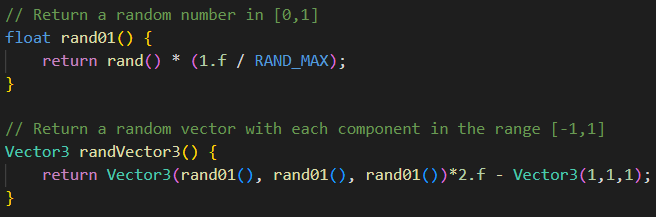 // Return a random number in [0,1]
float rand01() {
    return rand() * (1.f / RAND_MAX);
}

// Return a random vector with each component in the range [-1,1]
Vector3 randVector3() {
    return Vector3(rand01(), rand01(), rand01())*2.f - Vector3(1,1,1);
}